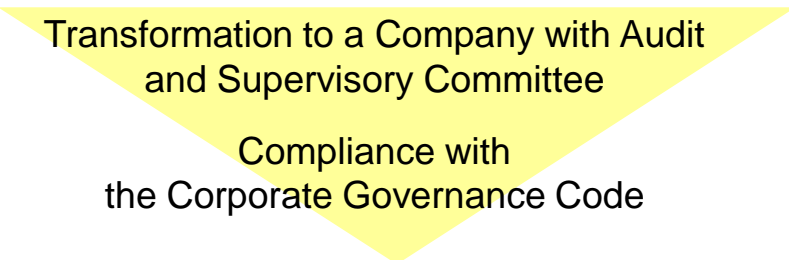 Transformation to a Company with Audit
and Supervisory Committee
Compliance with
the Corporate Governance Code